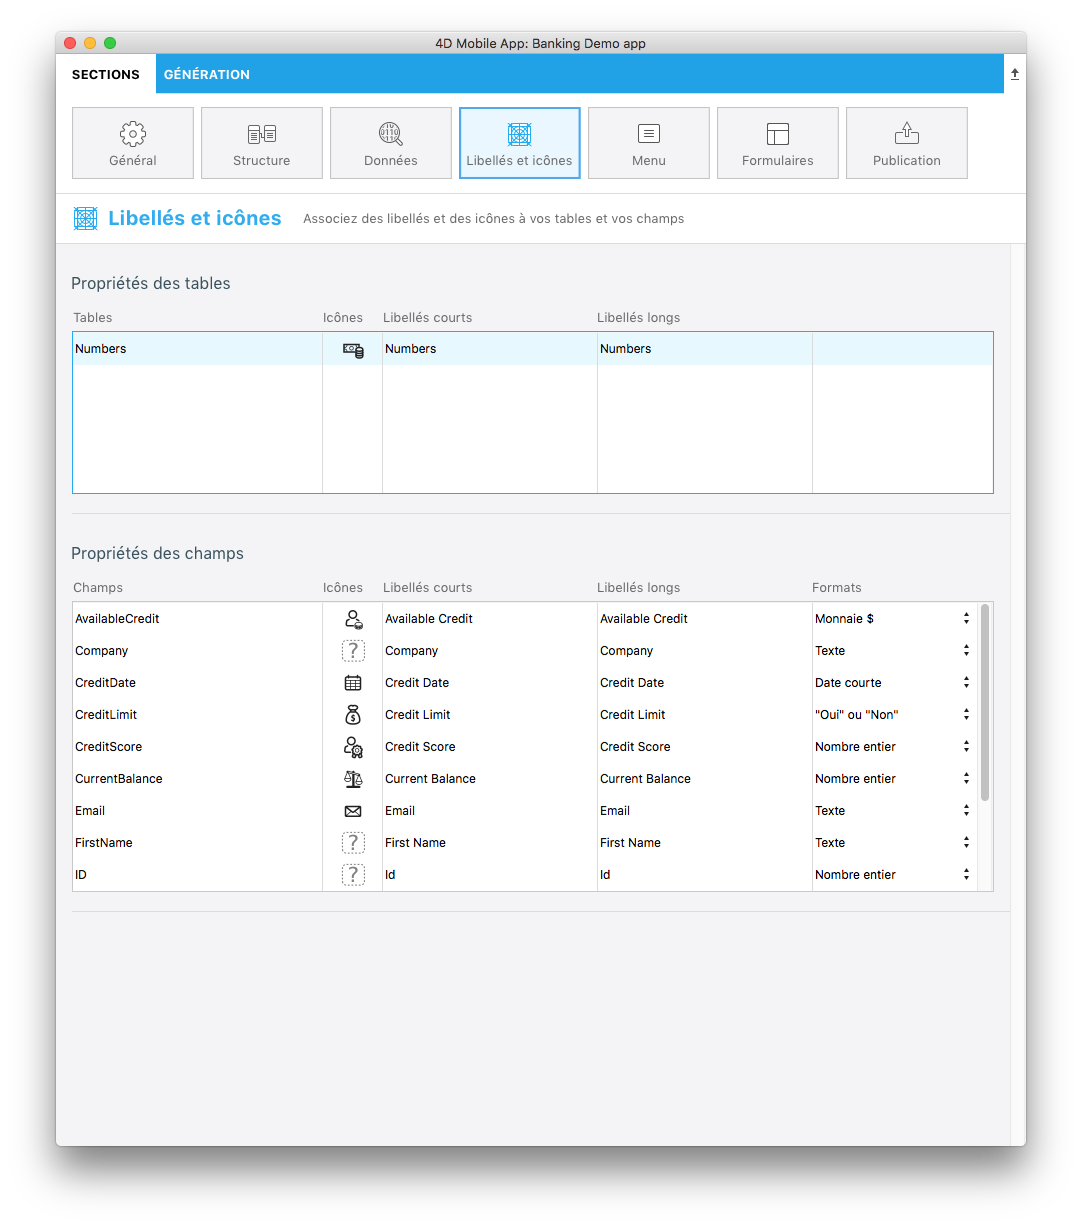 4D Mobile App: Banking Demo app
SECTIONS GÉNÉRATION
Général Structure Données Libellés et icônes Menu Formulaires Publication
Libellés et icônes Associez des libellés et des icônes à vos tables et vos champs
Propriétés des tables
Tables Icônes Libellés courts Libellés longs
Numbers Numbers Numbers
Propriétés des champs
Champs Icônes Libellés courts Libellés longs Formats
AvailableCredit Available Credit Available Credit Monnaie $
Company ? Company Company Texte
CreditDate Credit Date Credit Date Date courte
CreditLimit Credit Limit Credit Limit "Oui" ou "Non"
CreditScore Credit Score Credit Score Nombre entier
CurrentBalance Current Balance Current Balance Nombre entier
Email Email Email Texte
FirstName ? First Name First Name Texte
ID ? Id Id Nombre entier